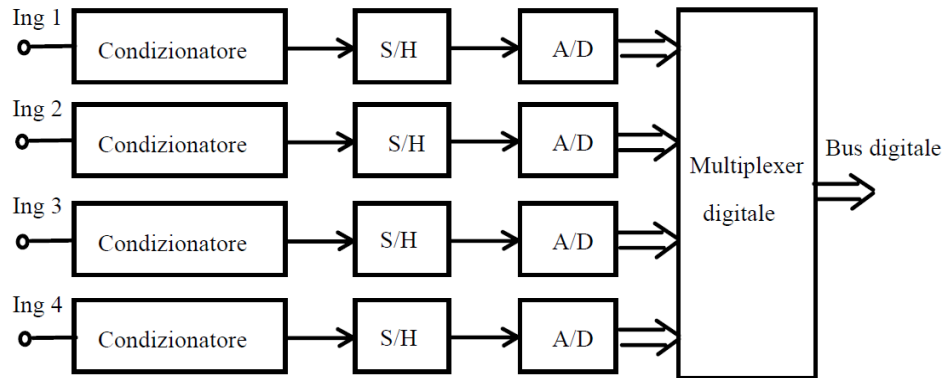 Ing 1
Condizionatore
S/H
A/D
Ing 2
Condizionatore
S/H
A/D
Multiplexer
digitale
Bus digitale
Ing 3
Condizionatore
S/H
A/D
Ing 4
Condizionatore
S/H
A/D